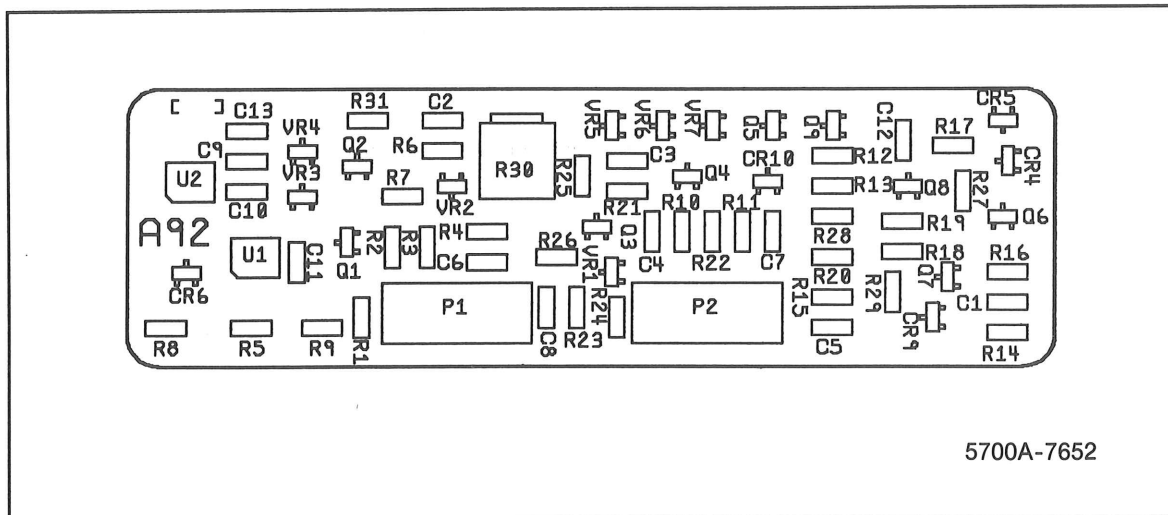 C13
R31
C2
VR4
Q2
R6
C9
VR3
U2
C10
R7
VR2
R30
R25
VR5
VR6
VR7
Q5
Q9
C12
CR5
R17
C3
R12
CR10
CR4
R21
Q4
R13
Q8
R27
R10
R11
Q6
A92
R4
R19
R28
U1
C11
Q1
R2
R3
C6
R26
Q3
C4
R22
C7
R18
R16
CR6
VR1
R20
Q7
P1
R24
P2
R15
R29
C1
CR9
R8
R5
R9
R1
C8
R23
C5
R14
5700A-7652